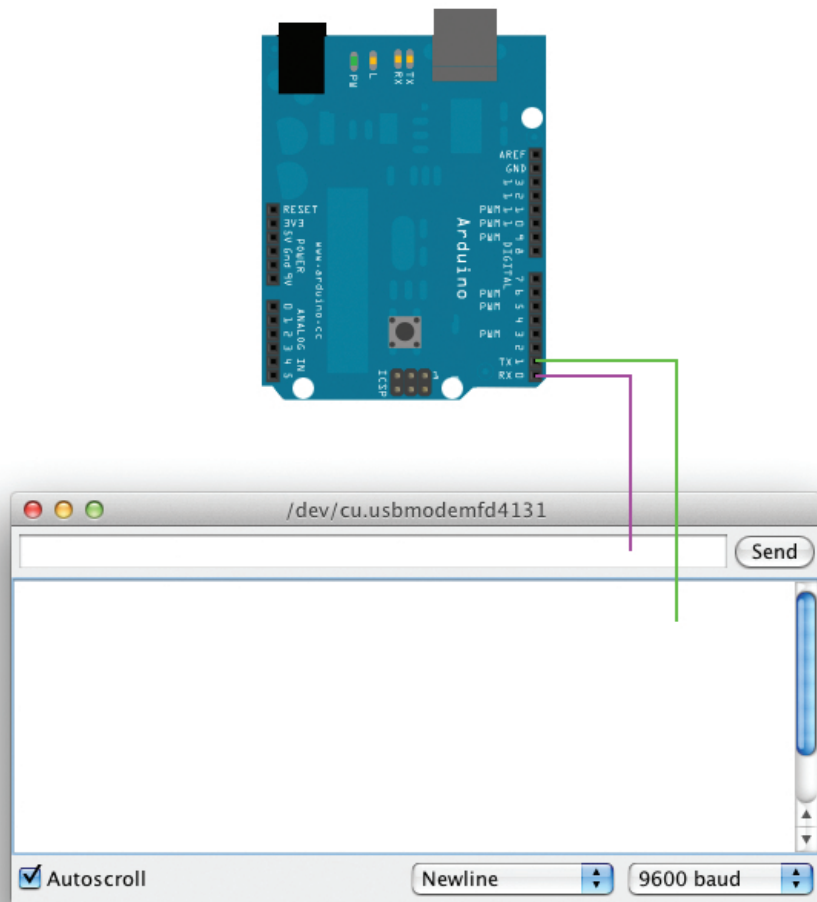 PW
L
RX
TX
AREF
GND
13
12
PWM 11
PWM 10
PWM 9
8
RESET
3V3
5V
Gnd
9V
POWER
www.arduino.cc
Arduino
DIGITAL
7
PWM 6
PWM 5
4
PWM 3
2
TX 1
RX 0
0
1
2
3
4
5
ANALOG IN
ICSP
1
/dev/cu.usbmodemfd4131
Send
Autoscroll
Newline
9600 baud